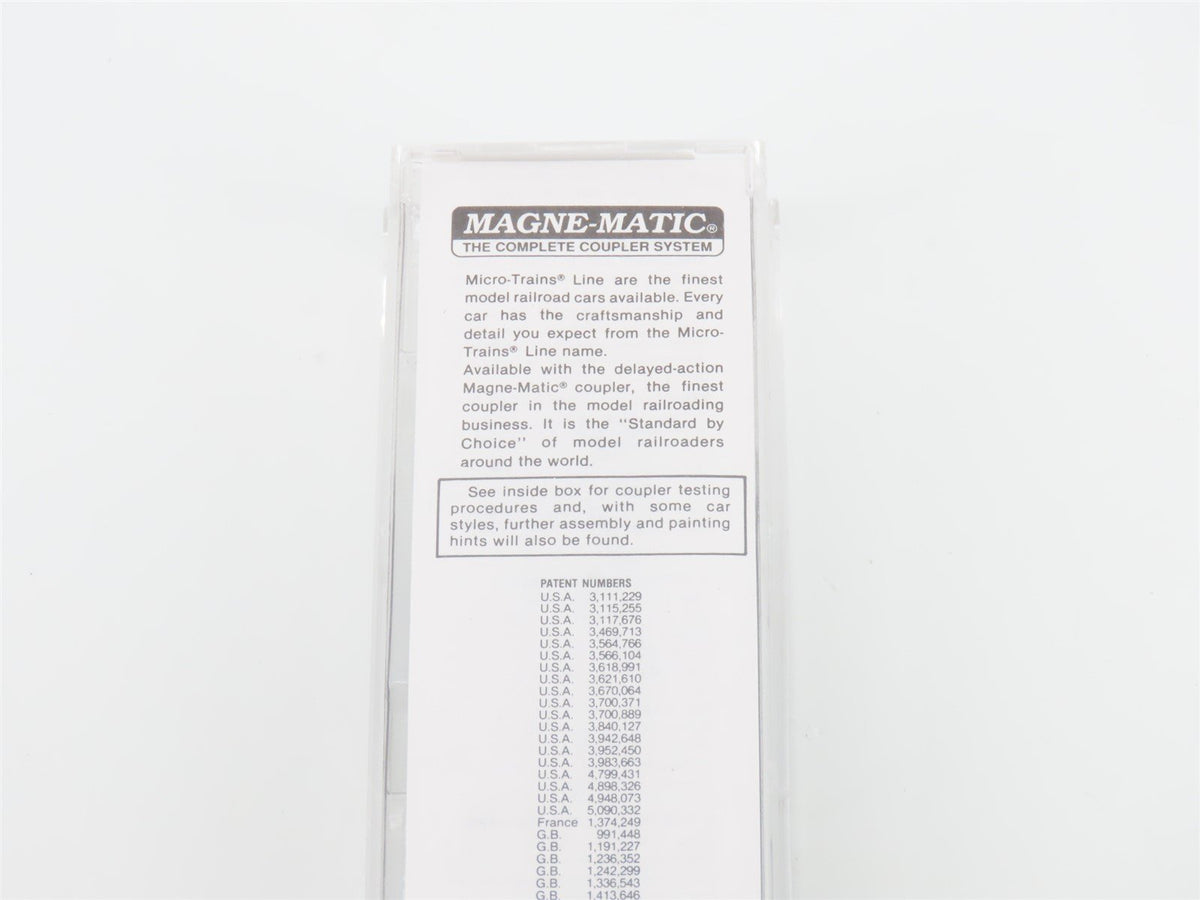 MAGNE-MATIC®
THE COMPLETE COUPLER SYSTEM
Micro-Trains® Line are the finest
model railroad cars available. Every
car has the craftsmanship and
detail you expect from the Micro-
Trains® Line name.
Available with the delayed-action
Magne-Matic® coupler, the finest
coupler in the model railroading
business. It is the "Standard by
Choice" of model railroaders
around the world.
See inside box for coupler testing
procedures and, with some car
styles, further assembly and painting
hints will also be found.
PATENT NUMBERS
U.S.A. 3,111,229
U.S.A. 3,115,255
U.S.A. 3,117,676
U.S.A. 3,469,713
U.S.A. 3,564,766
U.S.A. 3,566,104
U.S.A. 3,618,991
U.S.A. 3,621,610
U.S.A. 3,670,064
U.S.A. 3,700,371
U.S.A. 3,700,889
U.S.A. 3,840,127
U.S.A. 3,942,648
U.S.A. 3,952,450
U.S.A. 3,983,663
U.S.A. 4,799,431
U.S.A. 4,898,326
U.S.A. 4,948,073
U.S.A. 5,090,332
France 1,374,249
G.B. 991,448
G.B. 1,191,227
G.B. 1,236,352
G.B. 1,242,299
G.B. 1,336,543
G.B. 1,413,646